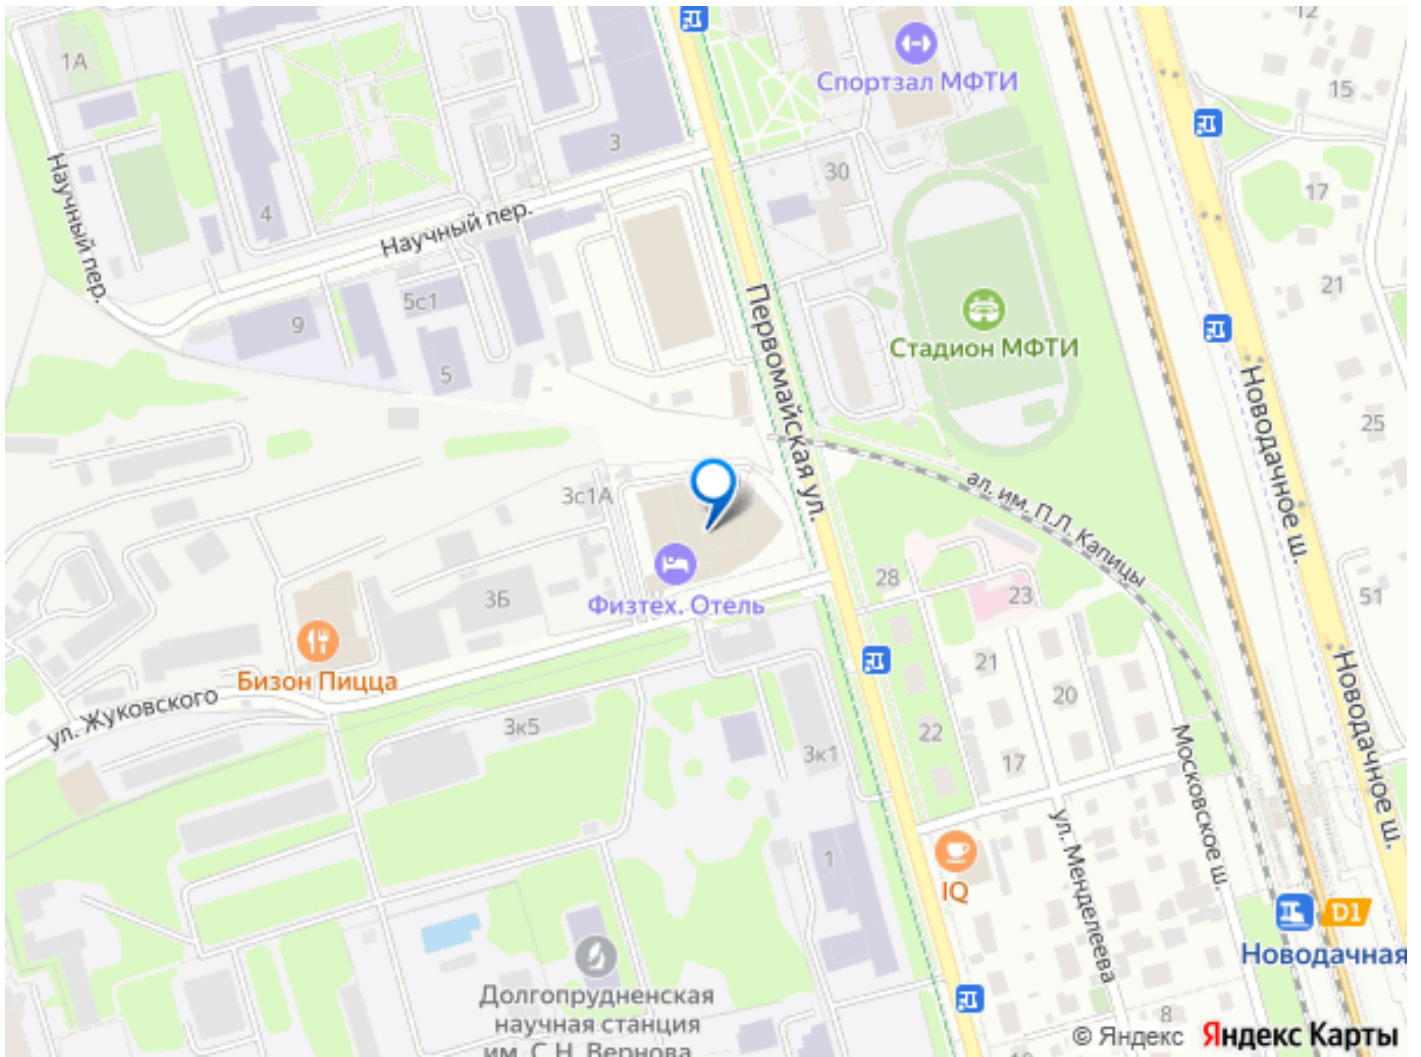 12
1А
Спортзал МФТИ
15
3
30
17
4
Научный пер.
Научный пер.
21
5с1
9
Первомайская ул.
Стадион МФТИ
5
Новодачное ш.
25
3с1А
ал. им. П.Л. Капицы
28
23
51
3Б
Физтех. Отель
21
Бизон Пицца
20
ул. Жуковского
3к5
22
3к1
17
Московское ш.
Новодачное ш.
ул. Менделеева
1
IQ
D1
Новодачная
Долгопрудненская
научная станция
им. С.Н. Вернова
8
© Яндекс Яндекс Карты